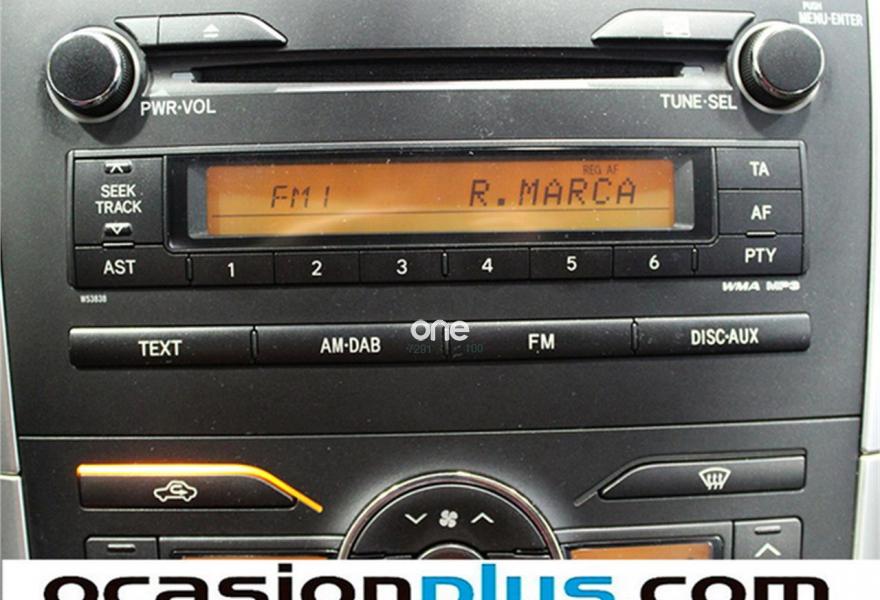 PUSH
MENU·ENTER
PWR·VOL
TUNE·SEL
SEEK
TRACK
REG AF
FM1 R.MARCA
TA
AF
AST 1 2 3 4 5 6 PTY
W53838
WMA MP3
TEXT AM·DAB FM DISC·AUX
one
ocasionplus.com